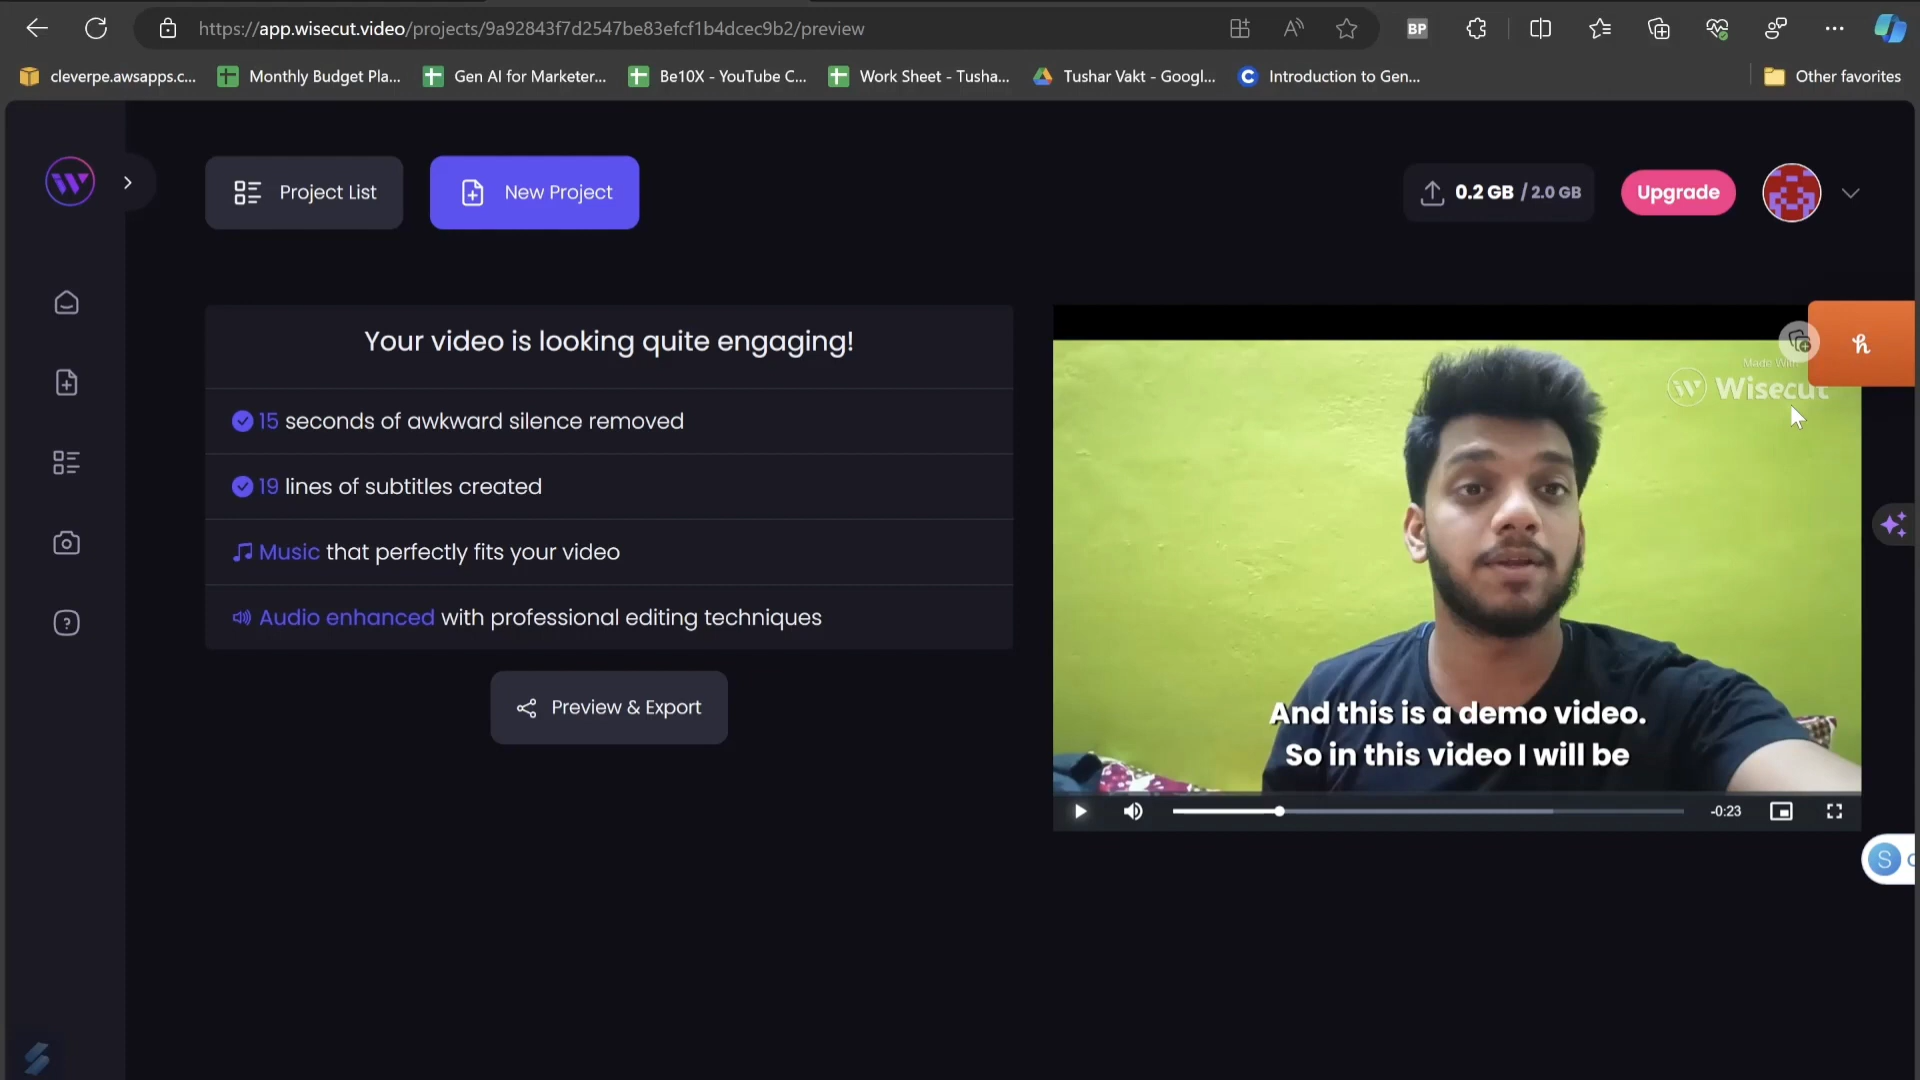 https://app.wisecut.video/projects/9a92843f7d2547be83efcf1b4dcec9b2/preview
BP
cleverpe.awsapps.c...
Monthly Budget Pla...
Gen AI for Marketer...
Be10X - YouTube C...
Work Sheet - Tusha...
Tushar Vakt - Googl...
Introduction to Gen...
Other favorites
Project List
New Project
0.2 GB / 2.0 GB
Upgrade
Your video is looking quite engaging!
15 seconds of awkward silence removed
19 lines of subtitles created
Music that perfectly fits your video
Audio enhanced with professional editing techniques
Preview & Export
Made With
Wisecut
And this is a demo video.
So in this video I will be
-0:23